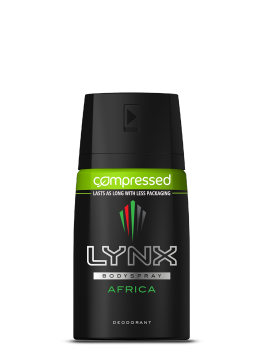 compressed
LASTS AS LONG WITH LESS PACKAGING
LYNX
BODYSPRAY
AFRICA
DEODORANT